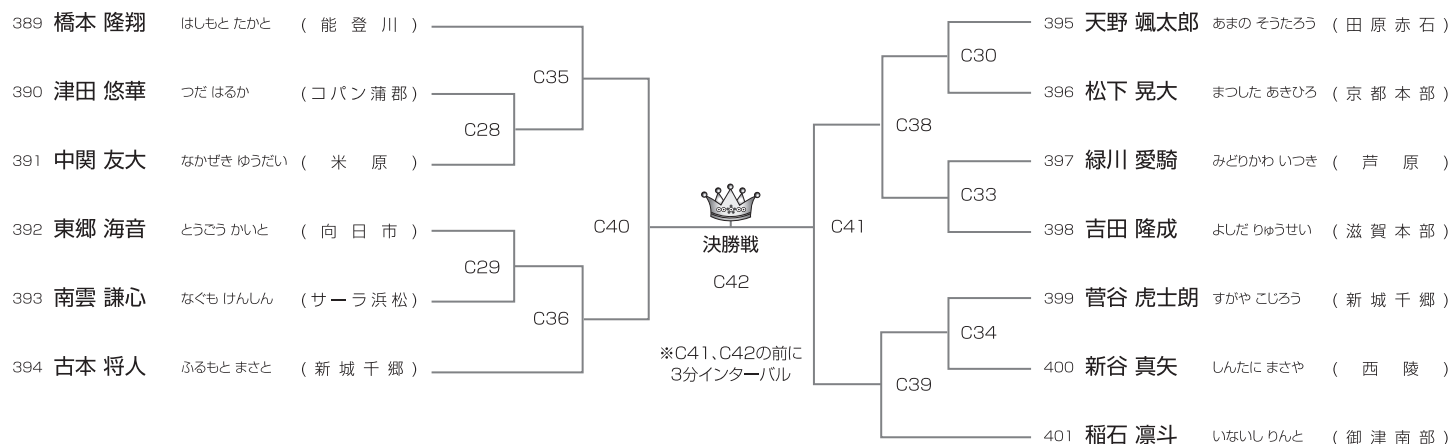 389 橋本 隆翔 はしもと たかと (能登川)
390 津田 悠華 つだ はるか (コパン蒲郡)
391 中関 友大 なかぜき ゆうだい (米原)
392 東郷 海音 とうごう かいと (向日市)
393 南雲 謙心 なぐも けんしん (サーラ浜松)
394 古本 将人 ふるもと まさと (新城千郷)
C35
C28
C29
C36
C40
決勝戦
C42
※C41、C42の前に
3分インターバル
C41
C38
C39
C30
C33
C34
395 天野 颯太郎 あまの そうたろう (田原赤石)
396 松下 晃大 まつした あきひろ (京都本部)
397 緑川 愛騎 みどりかわ いつき (芦原)
398 吉田 隆成 よしだ りゅうせい (滋賀本部)
399 菅谷 虎士朗 すがや こじろう (新城千郷)
400 新谷 真矢 しんたに まさや (西陵)
401 稲石 凛斗 いないし りんと (御津南部)